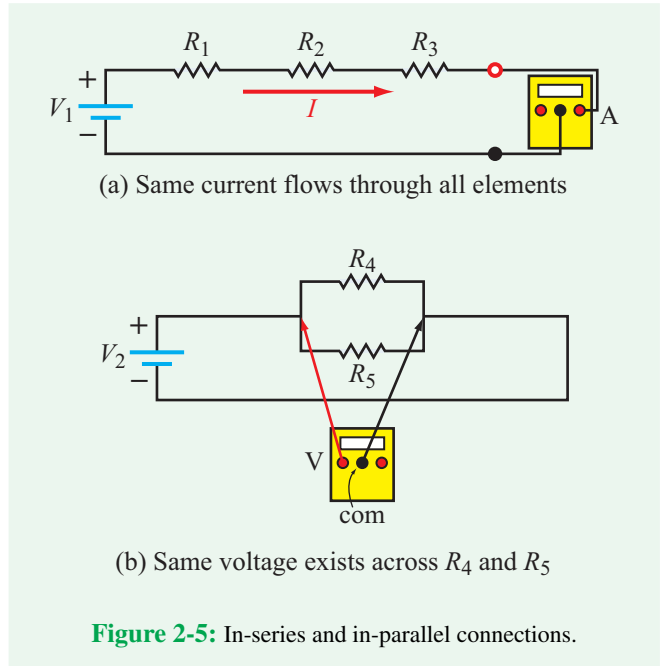 R1 R2 R3
+
V1
−
I
A
(a) Same current flows through all elements
R4
+
V2
−
R5
V
com
(b) Same voltage exists across R4 and R5
Figure 2-5: In-series and in-parallel connections.